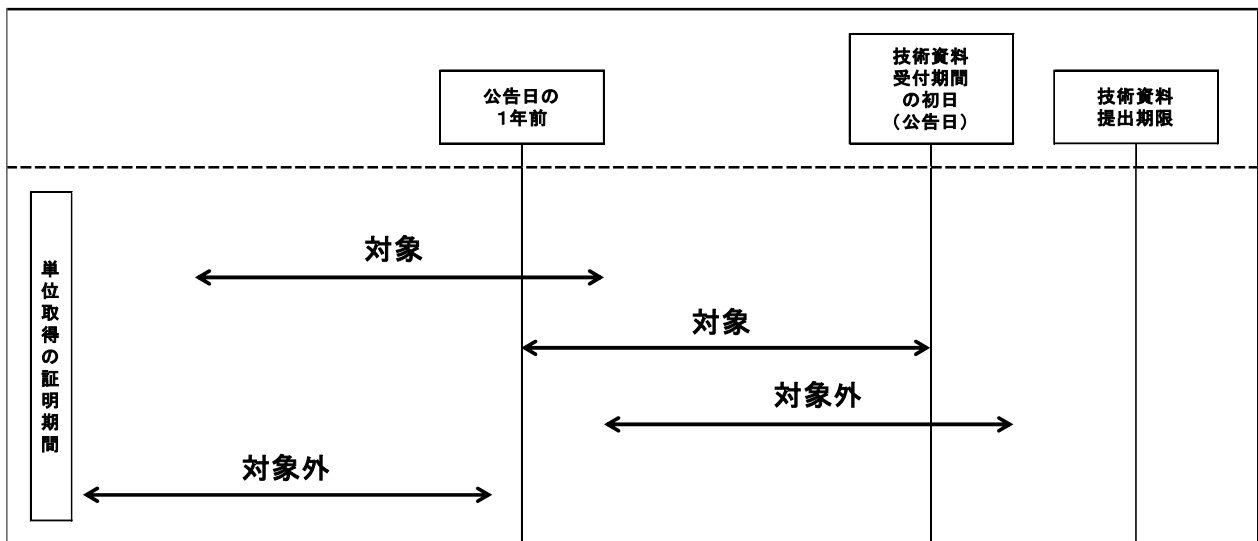 公告日の
1年前
技術資料
受付期間
の初日
(公告日)
技術資料
提出期限
単位取得の証明期間
対象
対象
対象外
対象外